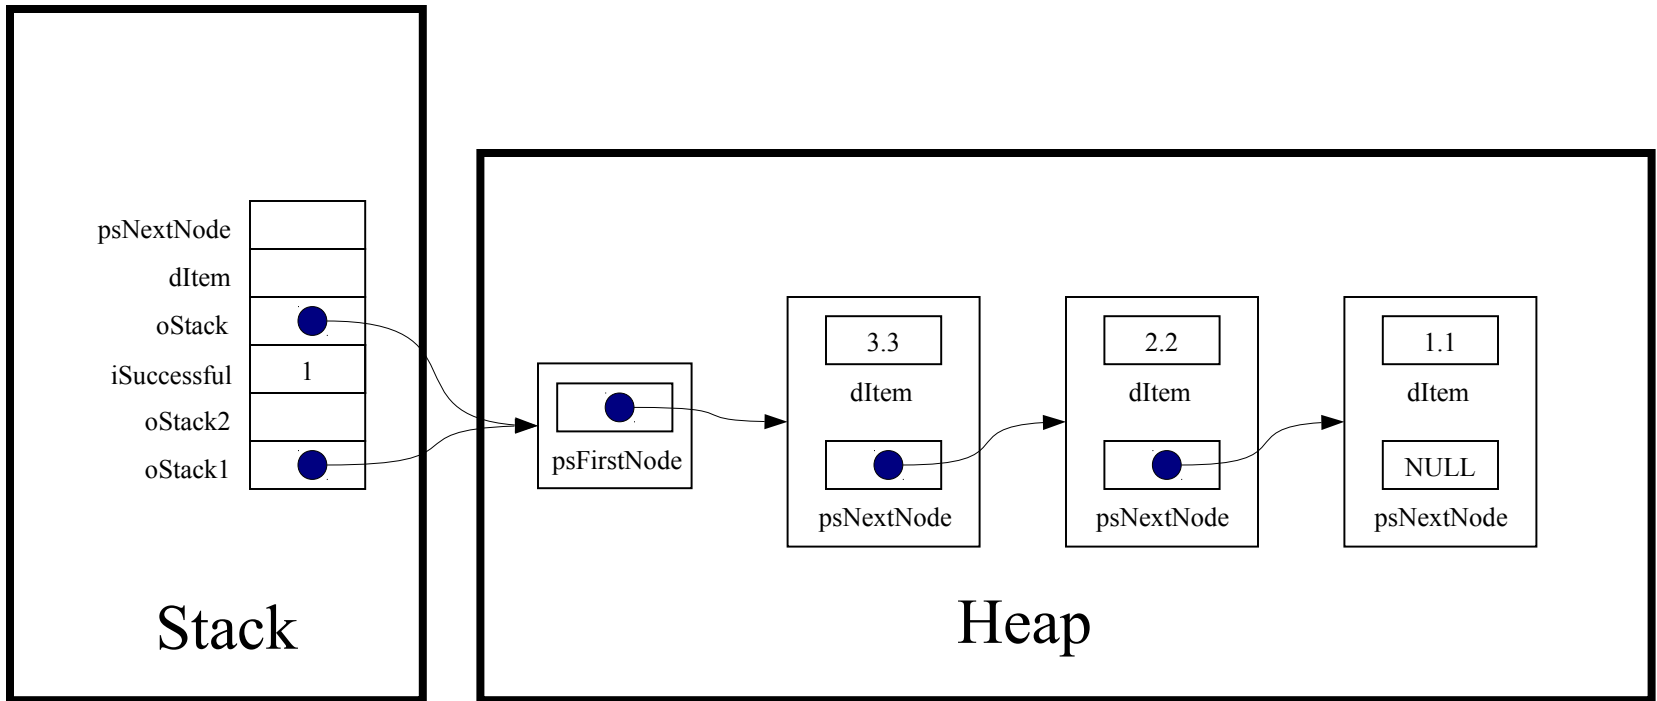 psNextNode
dItem
oStack
iSuccessful 1
oStack2
oStack1
Stack
psFirstNode
3.3
dItem
psNextNode
2.2
dItem
psNextNode
1.1
dItem
NULL
psNextNode
Heap